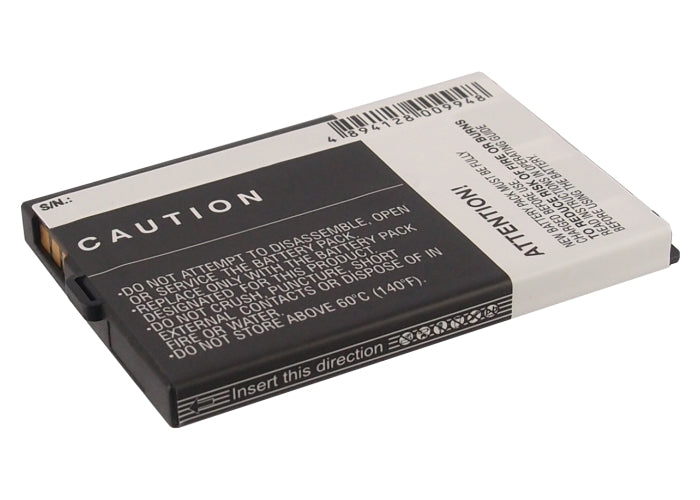 S/N.:
4 894128 009948
CAUTION
•DO NOT ATTEMPT TO DISASSEMBLE, OPEN
OR SERVICE THE BATTERY PACK
•REPLACE ONLY WITH THE BATTERY PACK
DESIGNATED FOR THIS PRODUCT
•DO NOT CRUSH, PUNCTURE, SHORT
EXTERNAL CONTACTS OR DISPOSE OF IN
FIRE OR WATER.
•DO NOT STORE ABOVE 60°C (140°F).
Insert this direction
ATTENTION!
NEW BATTERY PACK MUST BE FULLY
CHARGED BEFORE USE.
TO REDUCE RISK OF FIRE OR BURNS
READ OPERATING GUIDE
BEFORE USING THE BATTERY.